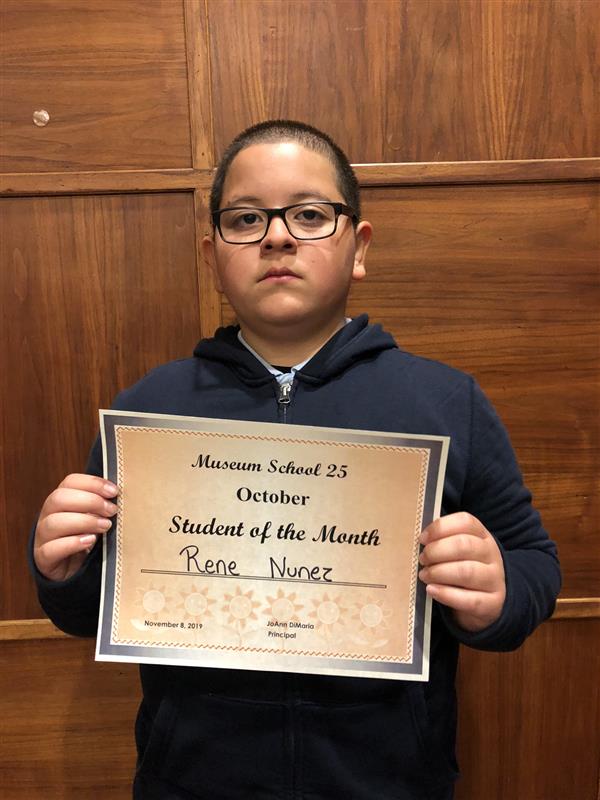 Museum School 25
October
Student of the Month
Rene Nunez
November 8, 2019 JoAnn DiMaria
Principal